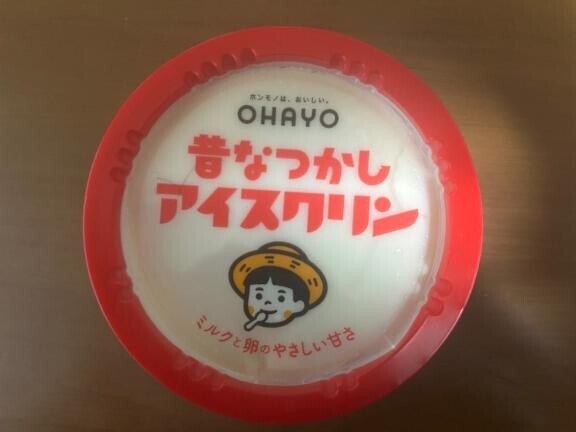 ホンモノは、おいしい。
OHAYO
昔なつかし
アイスクリン
ミルクと卵のやさしい甘さ